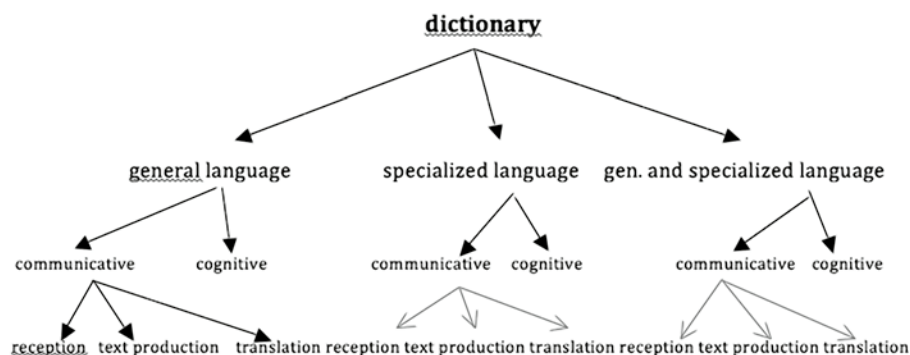 dictionary
general language specialized language gen. and specialized language
communicative cognitive communicative cognitive communicative cognitive
reception text production translation reception text production translation reception text production translation